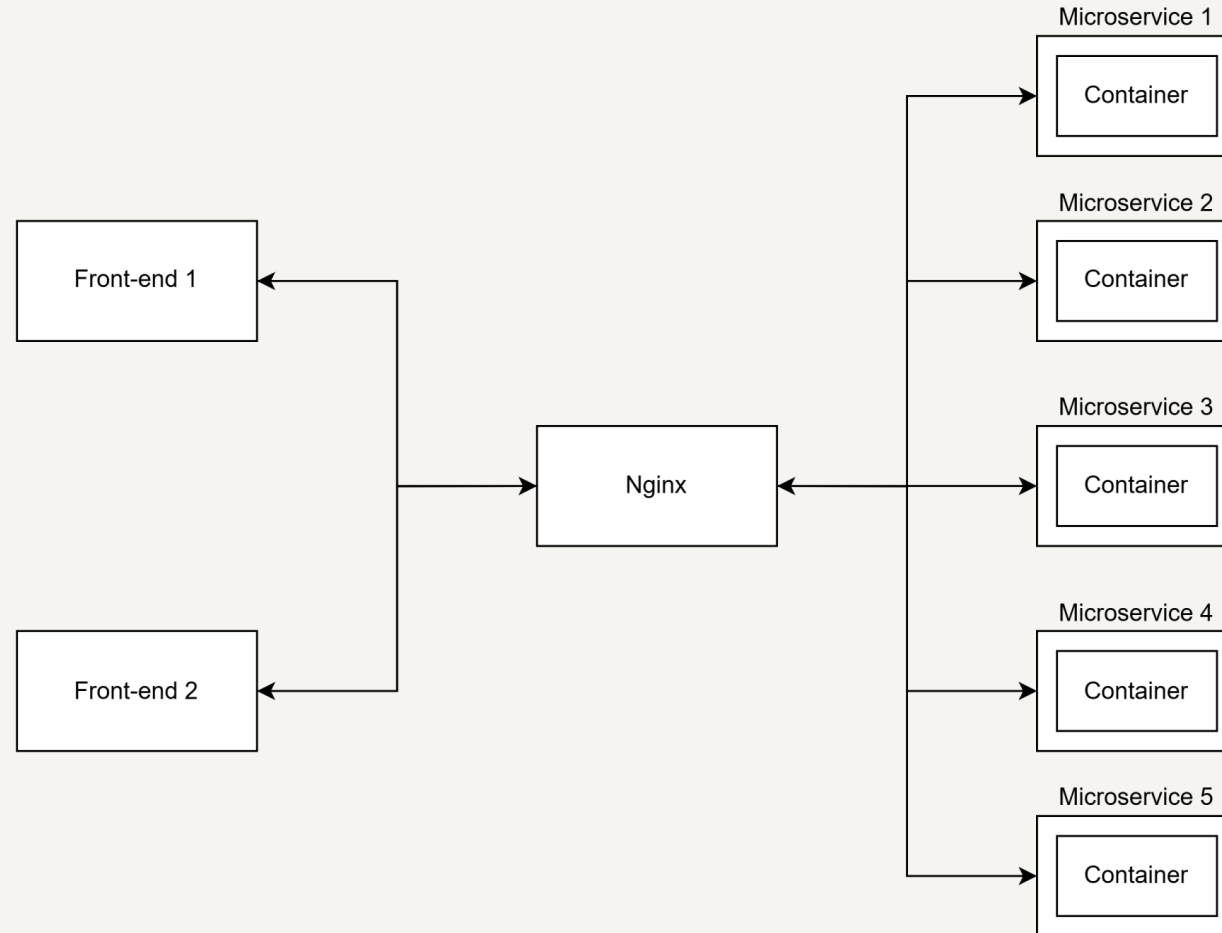 Microservice 1
Container
Microservice 2
Front-end 1
Container
Microservice 3
Nginx
Container
Microservice 4
Front-end 2
Container
Microservice 5
Container